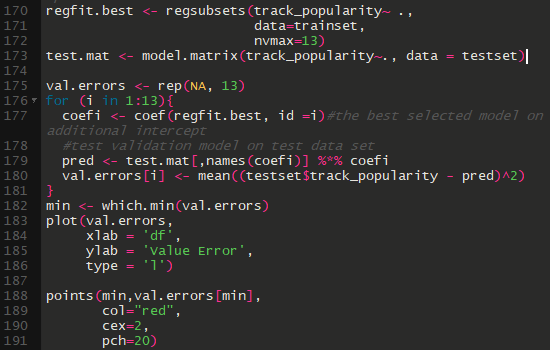 170 regfit.best <- regsubsets(track_popularity~ .,
171 data=trainset,
172 nvmax=13)
173 test.mat <- model.matrix(track_popularity~., data = testset)
174
175 val.errors <- rep(NA, 13)
176 for (i in 1:13){
177 coefi <- coef(regfit.best, id =i)#the best selected model on
additional intercept
178 #test validation model on test data set
179 pred <- test.mat[,names(coefi)] %*% coefi
180 val.errors[i] <- mean((testset$track_popularity - pred)^2)
181 }
182 min <- which.min(val.errors)
183 plot(val.errors,
184 xlab = 'df',
185 ylab = 'Value Error',
186 type = 'l')
187
188 points(min,val.errors[min],
189 col="red",
190 cex=2,
191 pch=20)